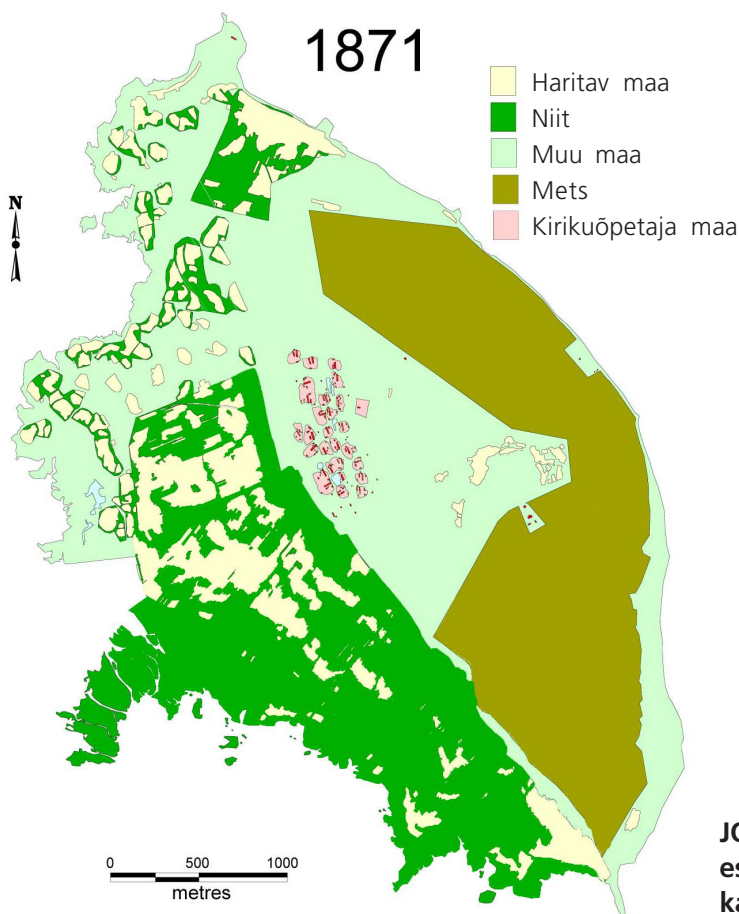 1871
Haritav maa
Niit
Muu maa
Mets
Kirikuõpetaja maa
N
0 500 1000
metres